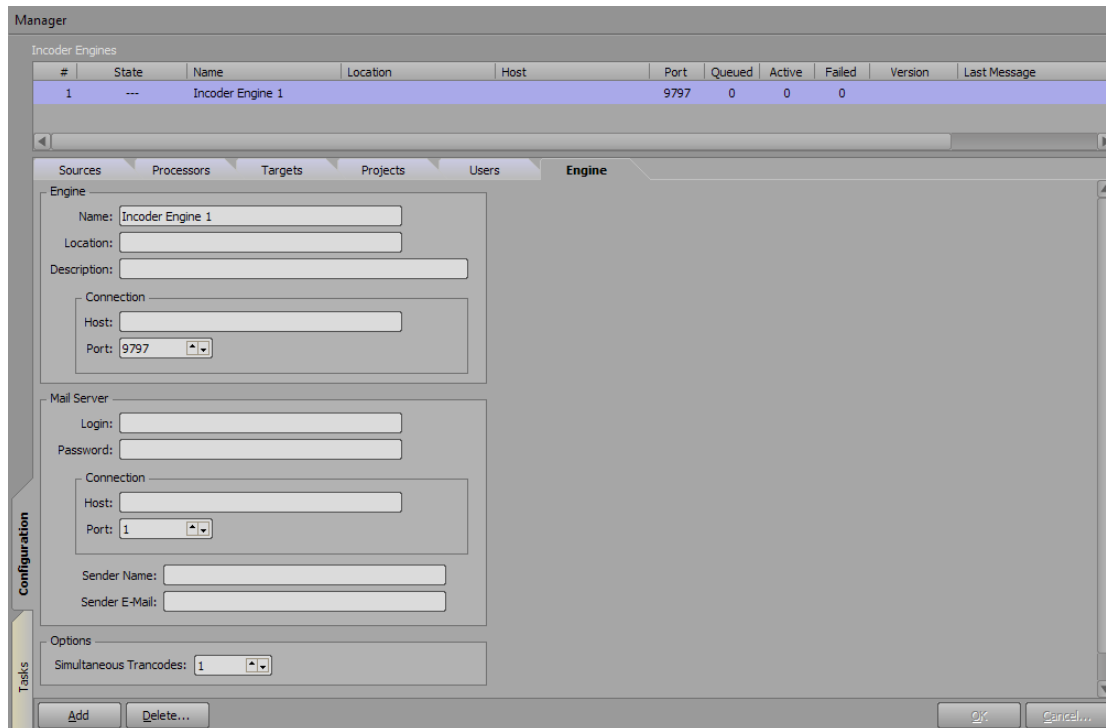 Manager
Incoder Engines
# State Name Location Host Port Queued Active Failed Version Last Message
1 --- Incoder Engine 1 9797 0 0 0
Sources Processors Targets Projects Users Engine
Engine
Name: Incoder Engine 1
Location:
Description:
Connection
Host:
Port: 9797
Mail Server
Login:
Password:
Connection
Host:
Port: 1
Sender Name:
Sender E-Mail:
Options
Simultaneous Trancodes: 1
Configuration
Tasks
Add Delete... OK Cancel...